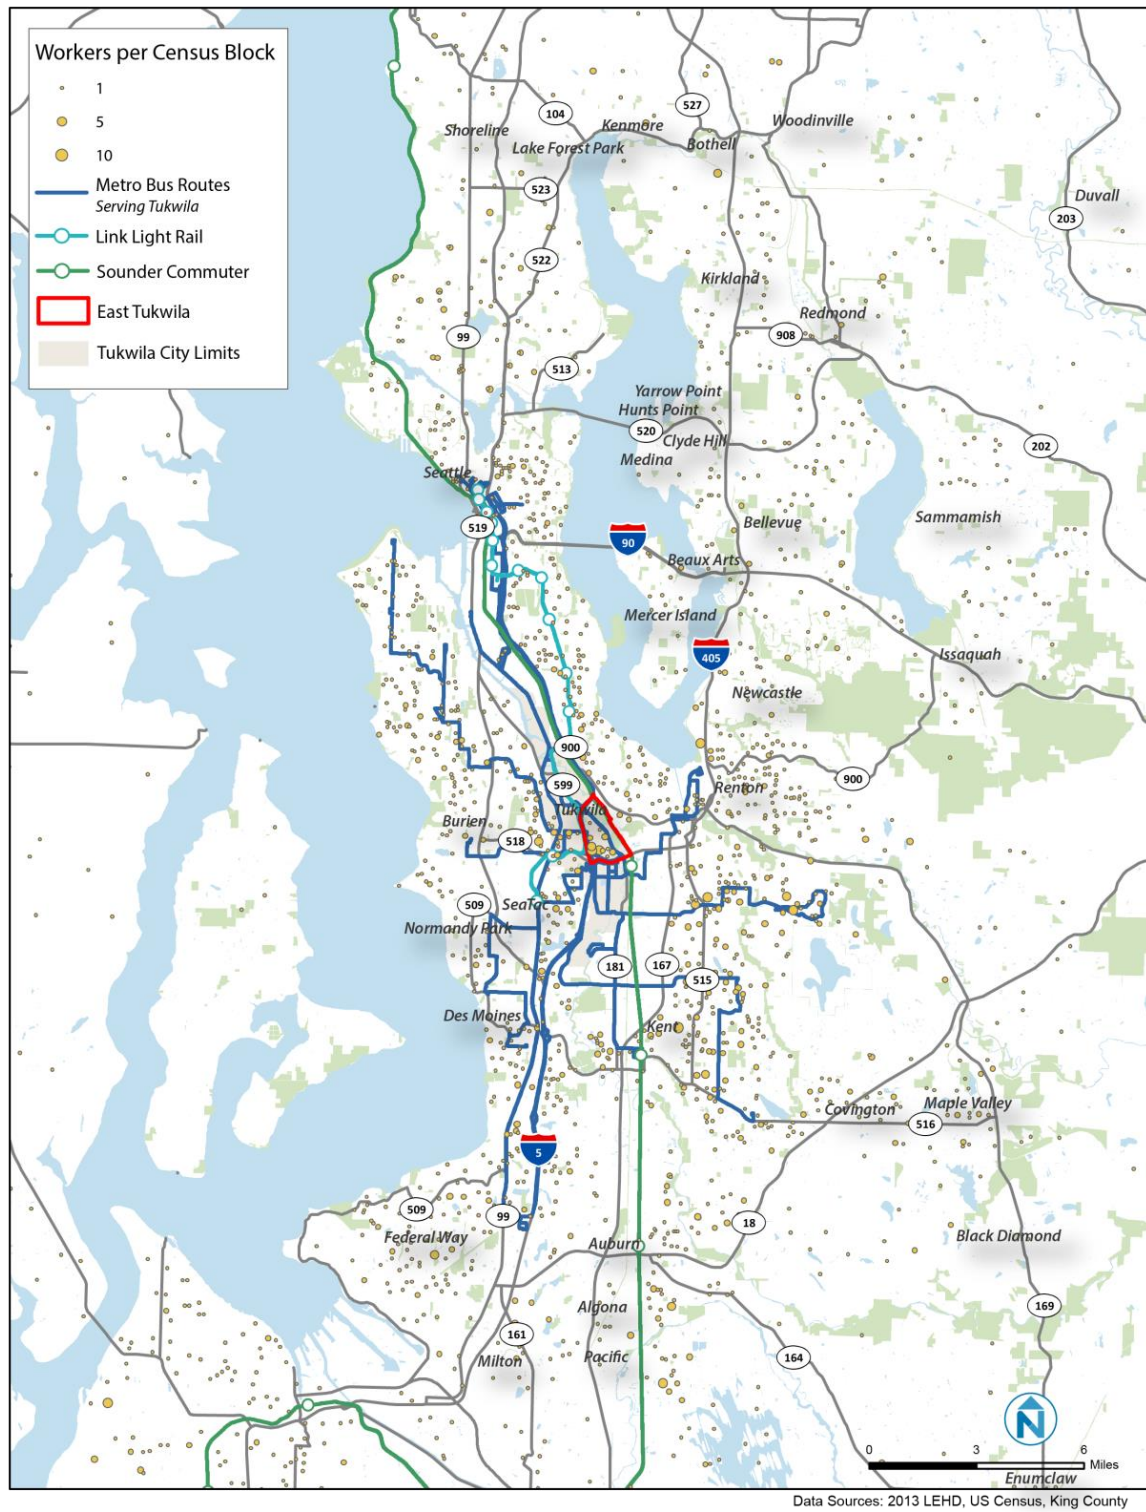 Workers per Census Block
1
5
10
Metro Bus Routes
Serving Tukwila
Link Light Rail
Sounder Commuter
East Tukwila
Tukwila City Limits
527
104
Woodinville
Kenmore
Shoreline
Bothell
Lake Forest Park
523
Duvall
203
522
Kirkland
Redmond
99
908
513
Yarrow Point
Hunts Point
520
Clyde Hill
202
Medina
Seattle
519
Bellevue
Sammamish
90
Beaux Arts
Mercer Island
405
Issaquah
Newcastle
900
599
900
Renton
Tukwila
Burien
518
509
SeaTac
Normandy Park
181
167
515
Des Moines
Kent
Covington
Maple Valley
516
5
509
99
18
Federal Way
Auburn
Black Diamond
Algona
169
161
Milton
Pacific
164
N
0
3
6
Miles
Enumclaw
Data Sources: 2013 LEHD, US Census, King County